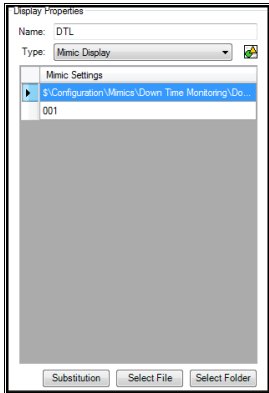 Display Properties
Name: DTL
Type: Mimic Display
Mimic Settings
$\Configuration\Mimics\Down Time Monitoring\Do...
001
Substitution Select File Select Folder